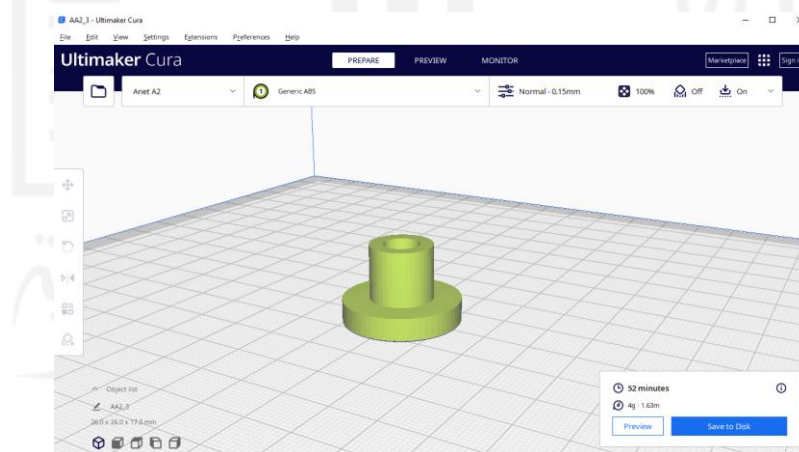 AA2_3 - Ultimaker Cura
File Edit View Settings Extensions Preferences Help
Ultimaker Cura PREPARE PREVIEW MONITOR Marketplace Sign i
Anet A2 1 Generic ABS Normal - 0.15mm 100% Off On
Object list
AA2_3
26.0 x 26.0 x 17.6 mm
52 minutes
4g · 1.63m
Preview Save to Disk